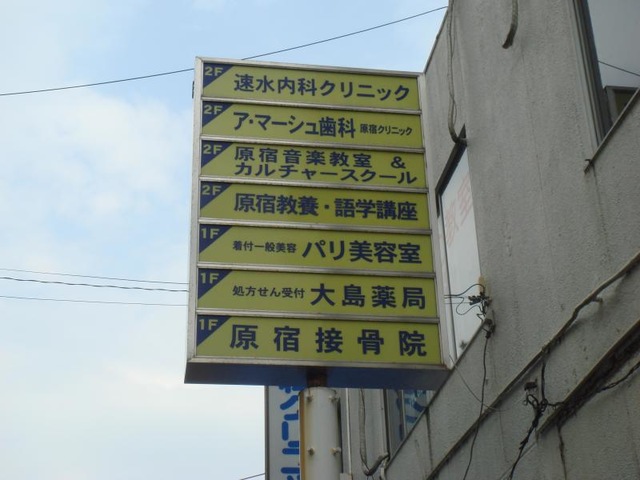 2F 速水内科クリニック
2F ア・マーシュ歯科 原宿クリニック
2F 原宿音楽教室 &
カルチャースクール
2F 原宿教養・語学講座
1F 着付一般美容 パリ美容室
1F 処方せん受付 大島薬局
1F 原宿接骨院
教室